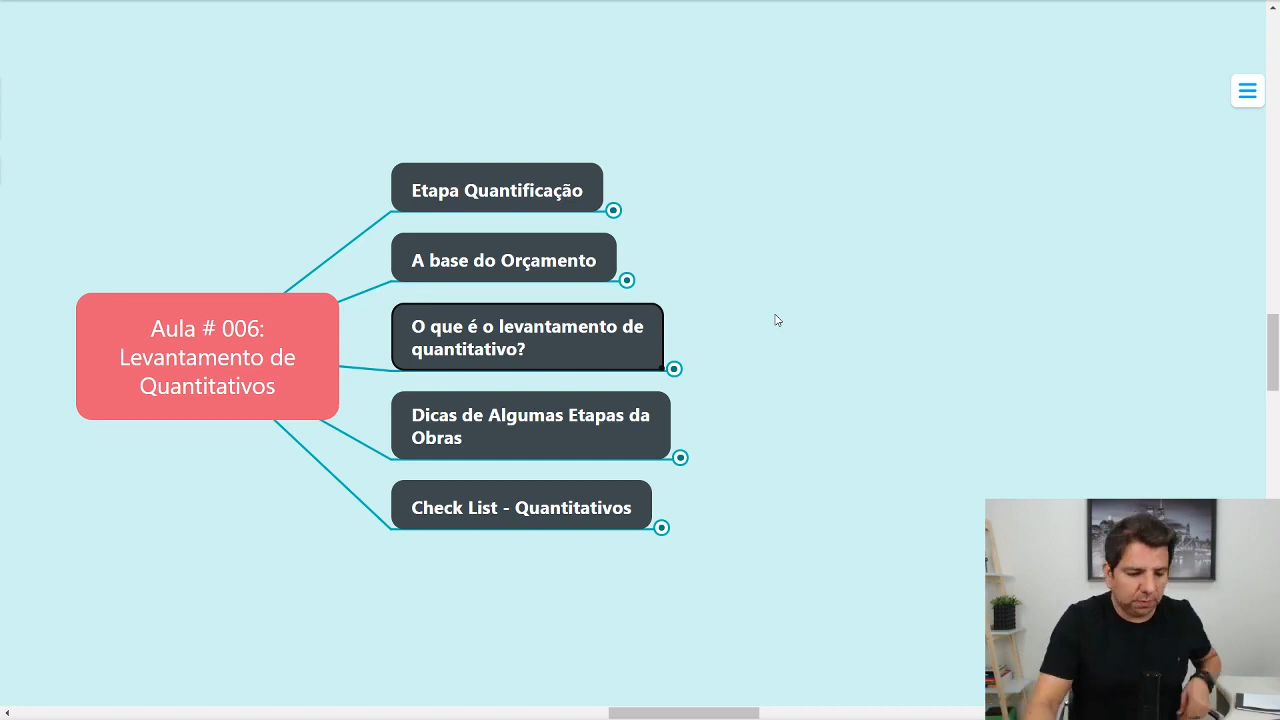 Etapa Quantificação
A base do Orçamento
Aula # 006:
Levantamento de
Quantitativos
O que é o levantamento de
quantitativo?
Dicas de Algumas Etapas da
Obras
Check List - Quantitativos